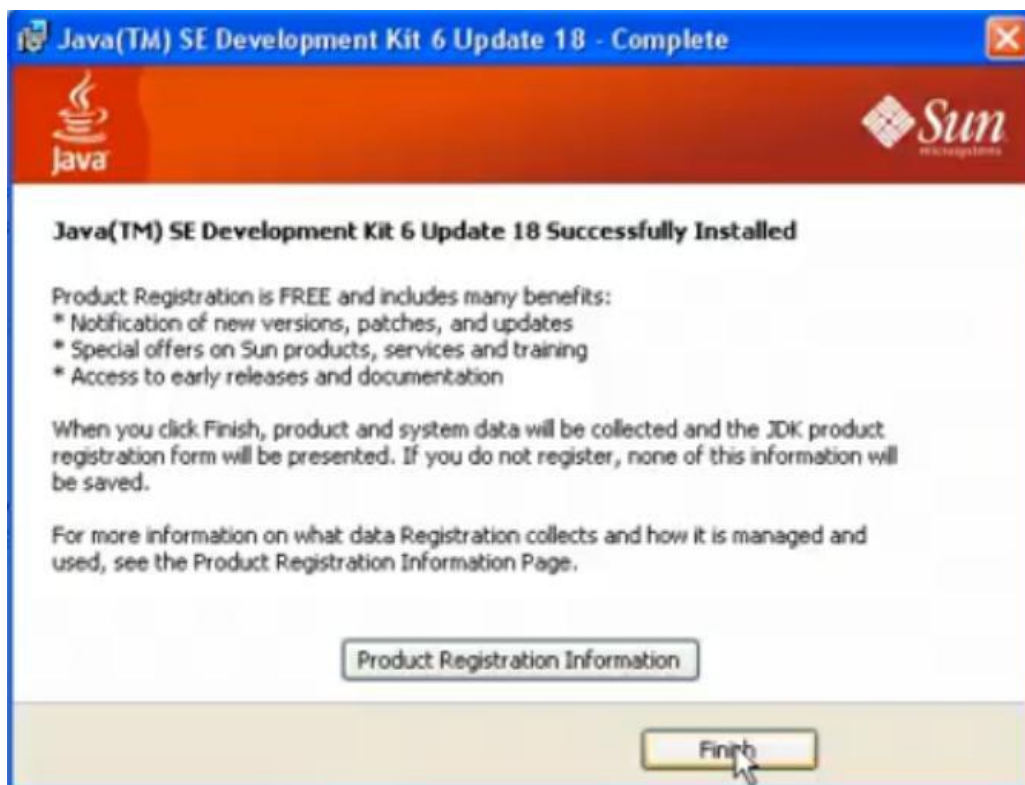 Java(TM) SE Development Kit 6 Update 18 - Complete
Java
Sun
microsystems
Java(TM) SE Development Kit 6 Update 18 Successfully Installed
Product Registration is FREE and includes many benefits:
* Notification of new versions, patches, and updates
* Special offers on Sun products, services and training
* Access to early releases and documentation
When you click Finish, product and system data will be collected and the JDK product
registration form will be presented. If you do not register, none of this information will
be saved.
For more information on what data Registration collects and how it is managed and
used, see the Product Registration Information Page.
Product Registration Information
Finish